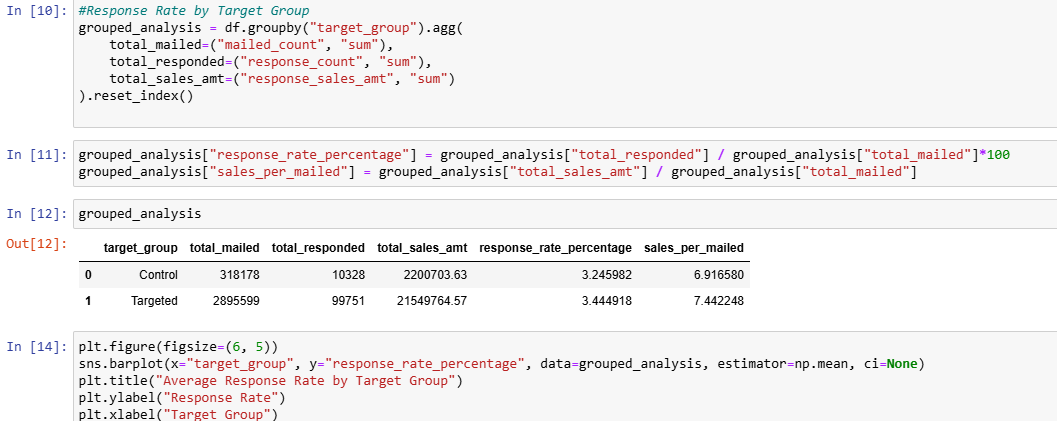 In [10]: #Response Rate by Target Group
grouped_analysis = df.groupby("target_group").agg(
    total_mailed=("mailed_count", "sum"),
    total_responded=("response_count", "sum"),
    total_sales_amt=("response_sales_amt", "sum")
).reset_index()
In [11]: grouped_analysis["response_rate_percentage"] = grouped_analysis["total_responded"] / grouped_analysis["total_mailed"]*100
grouped_analysis["sales_per_mailed"] = grouped_analysis["total_sales_amt"] / grouped_analysis["total_mailed"]
In [12]: grouped_analysis
Out[12]:
target_group total_mailed total_responded total_sales_amt response_rate_percentage sales_per_mailed
0 Control 318178 10328 2200703.63 3.245982 6.916580
1 Targeted 2895599 99751 21549764.57 3.444918 7.442248
In [14]: plt.figure(figsize=(6, 5))
sns.barplot(x="target_group", y="response_rate_percentage", data=grouped_analysis, estimator=np.mean, ci=None)
plt.title("Average Response Rate by Target Group")
plt.ylabel("Response Rate")
plt.xlabel("Target Group")